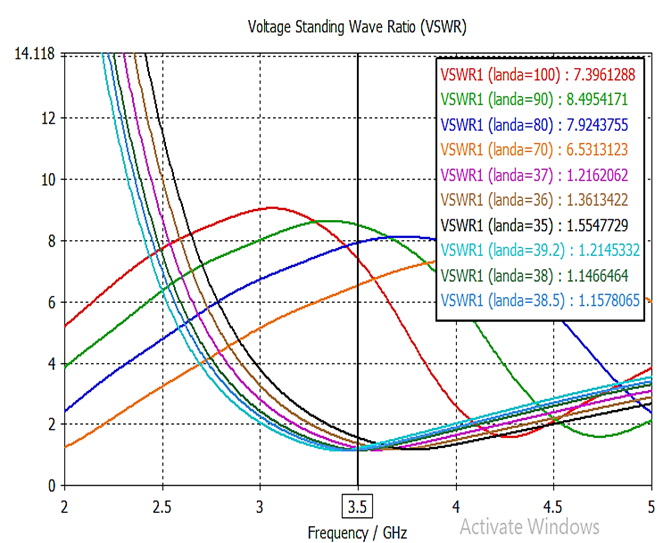 Voltage Standing Wave Ratio (VSWR)
14.118
12
10
8
6
4
2
0
VSWR1 (landa=100) : 7.3961288
VSWR1 (landa=90) : 8.4954171
VSWR1 (landa=80) : 7.9243755
VSWR1 (landa=70) : 6.5313123
VSWR1 (landa=37) : 1.2162062
VSWR1 (landa=36) : 1.3613422
VSWR1 (landa=35) : 1.5547729
VSWR1 (landa=39.2) : 1.2145332
VSWR1 (landa=38) : 1.1466464
VSWR1 (landa=38.5) : 1.1578065
2 2.5 3 3.5 4 4.5 5
Frequency / GHz
Activate Windows